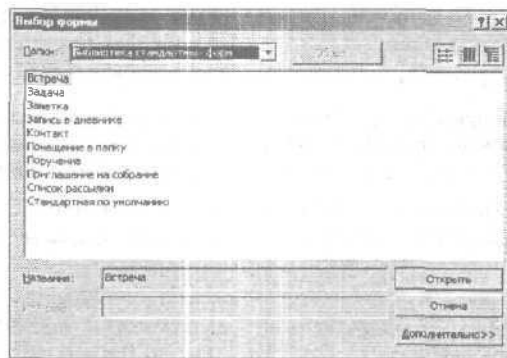 Выбор формы
Папки: Библиотека стандартных форм
Встреча
Задача
Заметка
Запись в дневнике
Контакт
Помещение в папку
Поручение
Приглашение на собрание
Список рассылки
Стандартная по умолчанию
Название: Встреча
Открыть
Отмена
Дополнительно>>